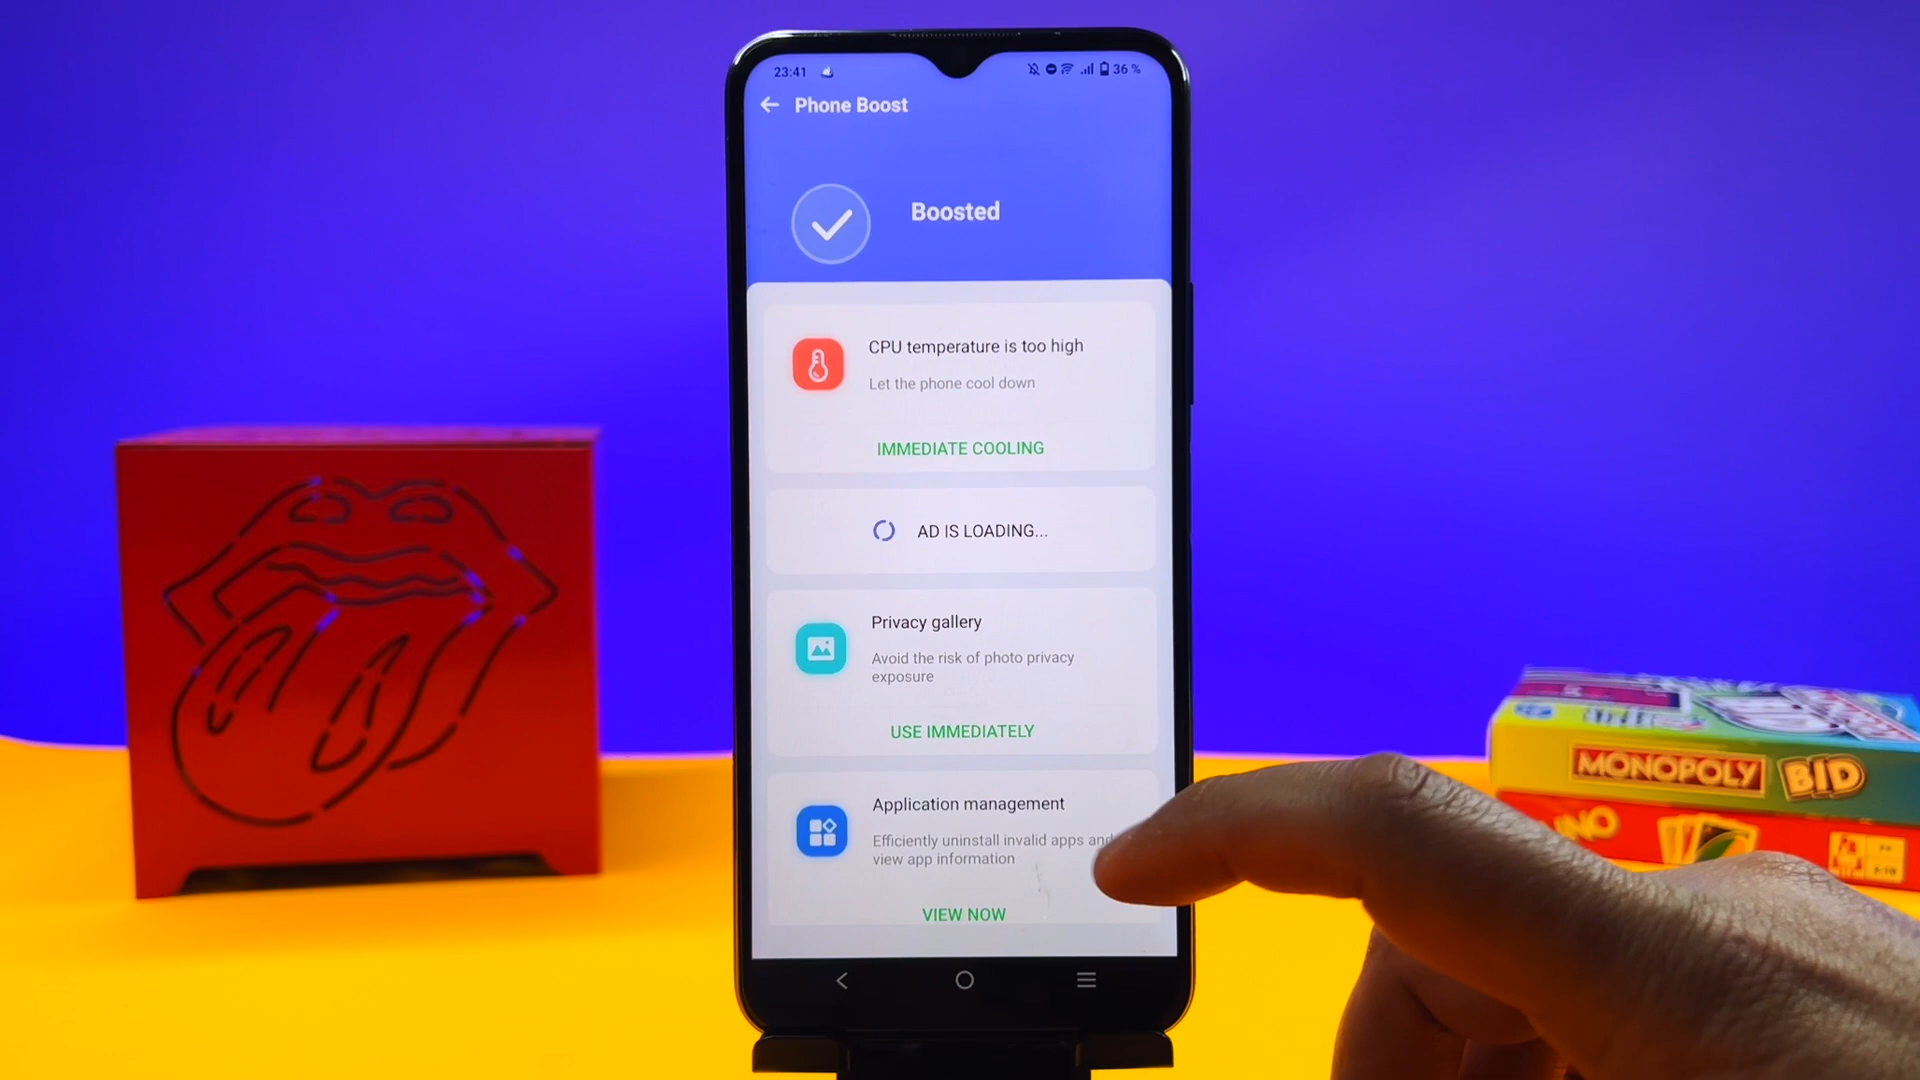 23:41
36 %
Phone Boost
Boosted
CPU temperature is too high
Let the phone cool down
IMMEDIATE COOLING
AD IS LOADING...
Privacy gallery
Avoid the risk of photo privacy
exposure
USE IMMEDIATELY
Application management
Efficiently uninstall invalid apps and
view app information
VIEW NOW
MONOPOLY BID